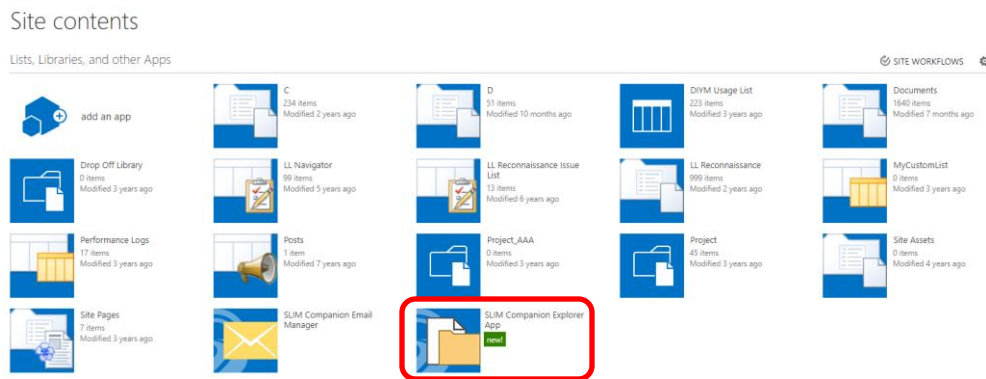 Site contents
Lists, Libraries, and other Apps
SITE WORKFLOWS
add an app
C
234 items
Modified 2 years ago
D
51 items
Modified 10 months ago
DIYM Usage List
223 items
Modified 3 years ago
Documents
1640 items
Modified 7 months ago
Drop Off Library
0 items
Modified 3 years ago
LL Navigator
99 items
Modified 5 years ago
LL Reconnaissance Issue
List
13 items
Modified 6 years ago
LL Reconnaissance
999 items
Modified 2 years ago
MyCustomList
0 items
Modified 3 years ago
Performance Logs
17 items
Modified 3 years ago
Posts
1 item
Modified 7 years ago
Project_AAA
0 items
Modified 3 years ago
Project
45 items
Modified 3 years ago
Site Assets
0 items
Modified 4 years ago
Site Pages
7 items
Modified 3 years ago
SLIM Companion Email
Manager
SLIM Companion Explorer
App
new!